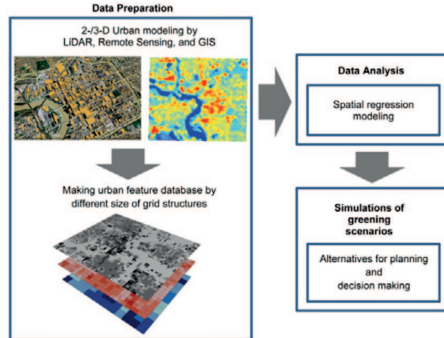 Data Preparation
2-/3-D Urban modeling by
LiDAR, Remote Sensing, and GIS
Making urban feature database by
different size of grid structures
Data Analysis
Spatial regression
modeling
Simulations of
greening
scenarios
Alternatives for planning
and
decision making